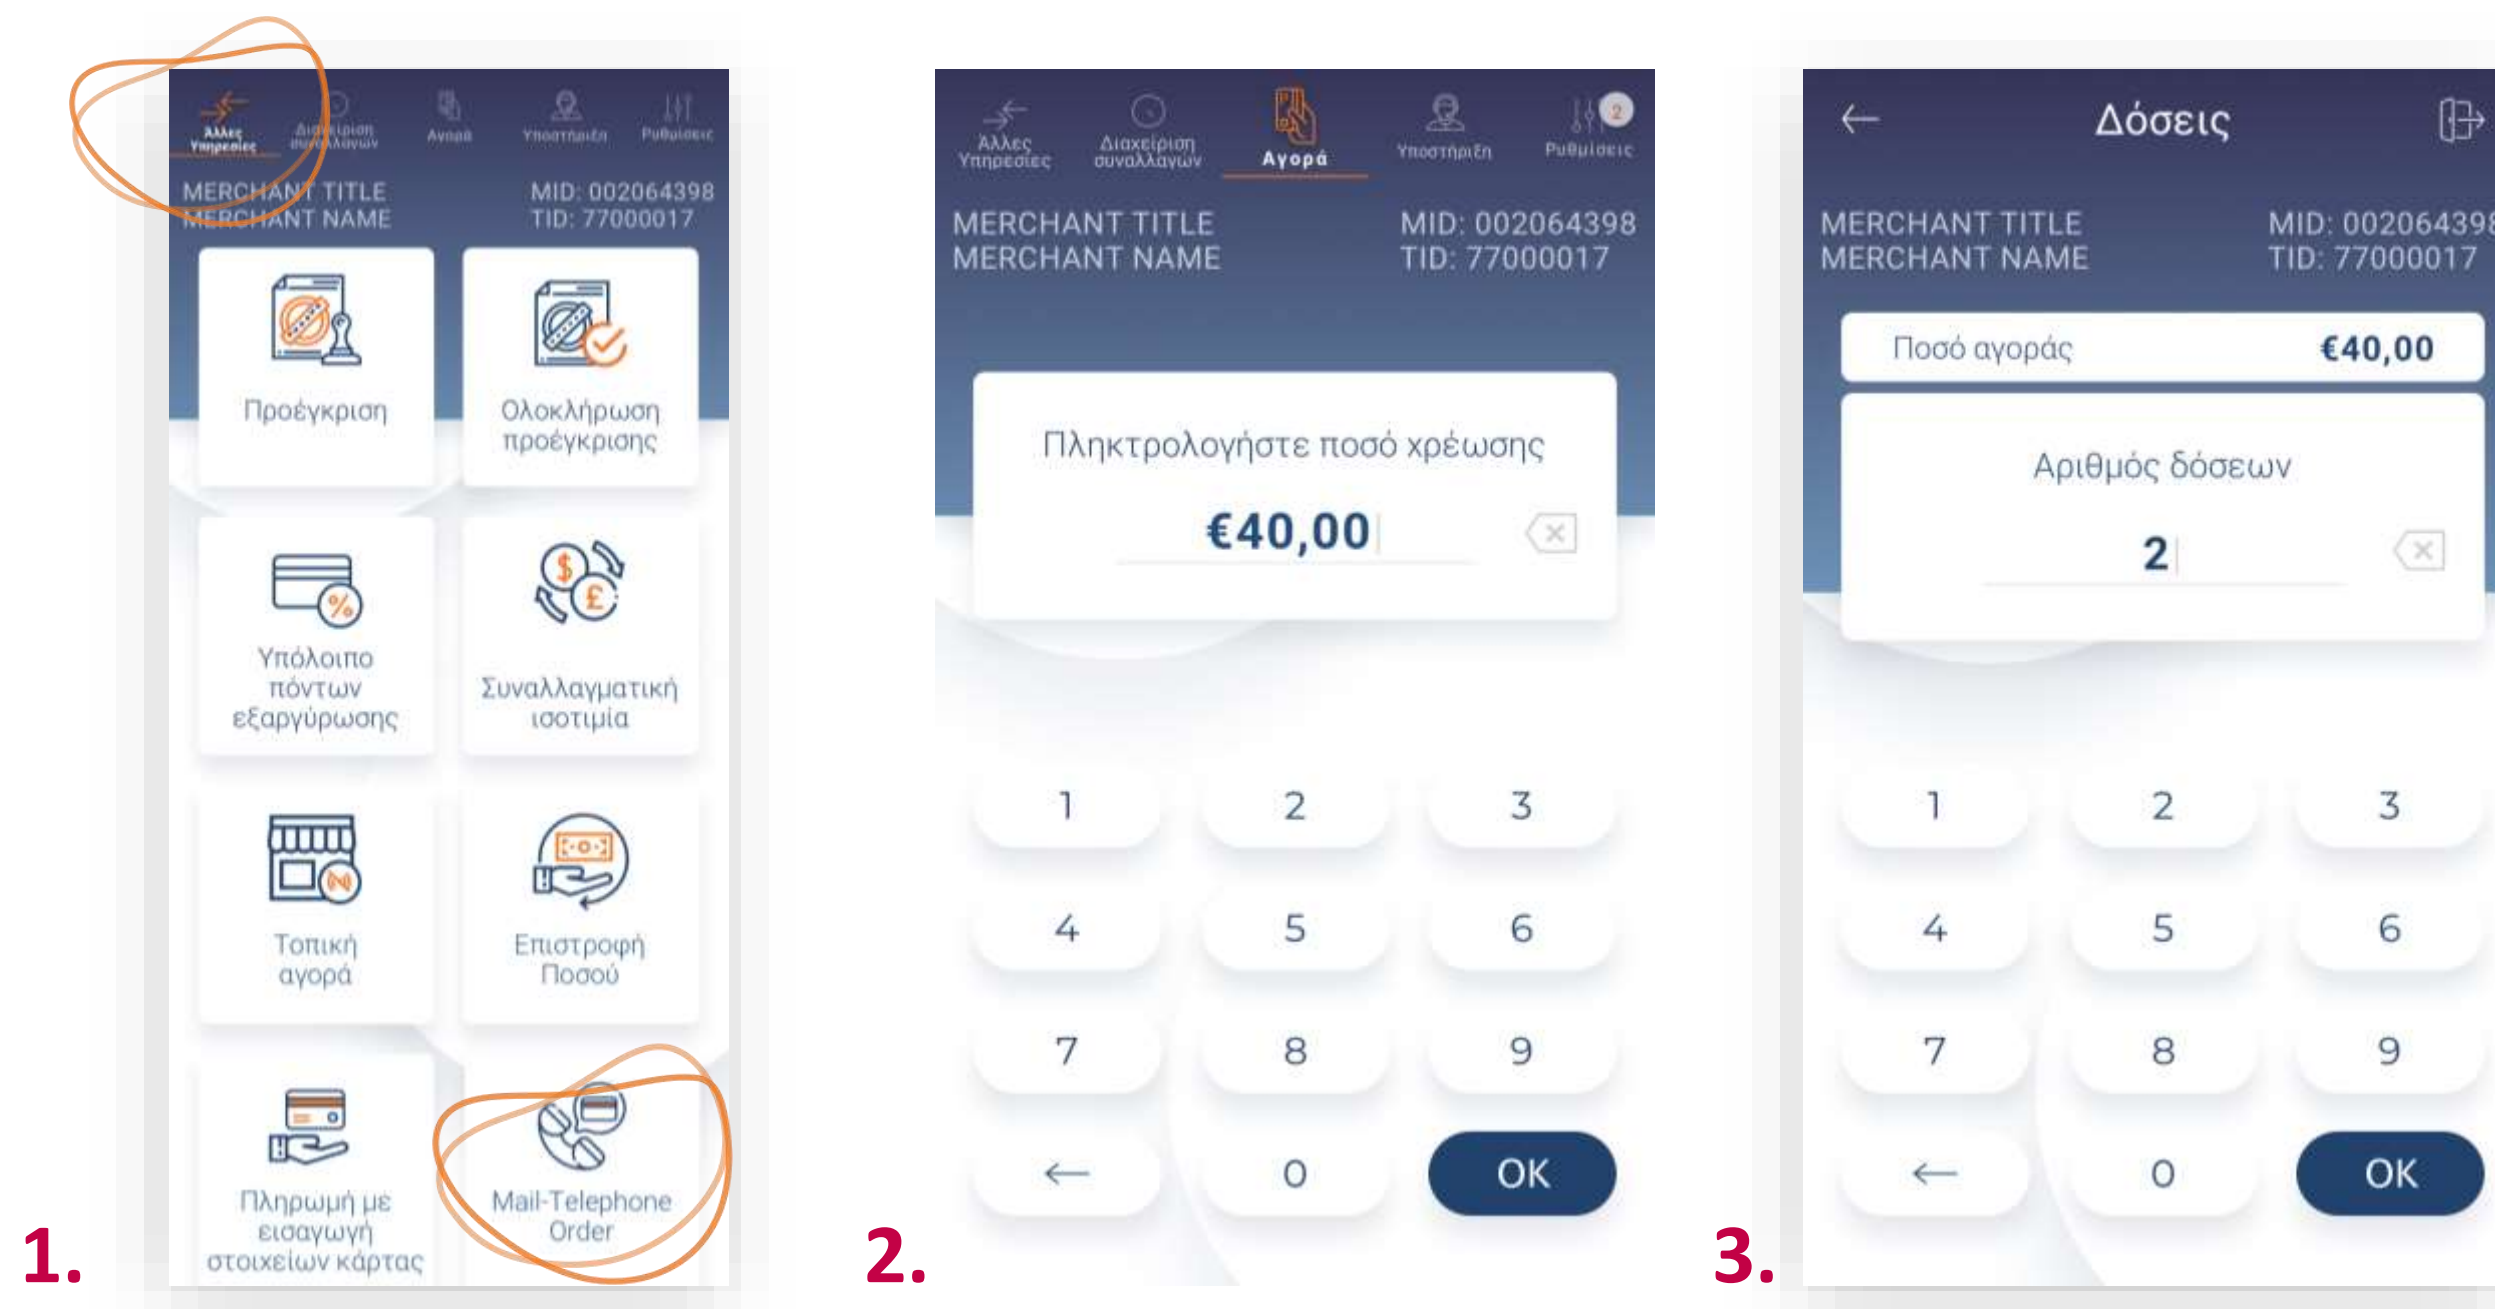 Άλλες
Υπηρεσίες
Διαχείριση
συναλλαγών
Αγορά
Υποστήριξη
Ρυθμίσεις
MERCHANT TITLE
MERCHANT NAME
MID: 002064398
TID: 77000017
Προέγκριση
Ολοκλήρωση
προέγκρισης
Υπόλοιπο
πόντων
εξαργύρωσης
Συναλλαγματική
ισοτιμία
Τοπική
αγορά
Επιστροφή
Ποσού
Πληρωμή με
εισαγωγή
στοιχείων κάρτας
Mail-Telephone
Order
1.
Άλλες
Υπηρεσίες
Διαχείριση
συναλλαγών
Αγορά
Υποστήριξη
2
Ρυθμίσεις
MERCHANT TITLE
MERCHANT NAME
MID: 002064398
TID: 77000017
Πληκτρολογήστε ποσό χρέωσης
€40,00
1 2 3
4 5 6
7 8 9
0 OK
2.
Δόσεις
MERCHANT TITLE
MERCHANT NAME
MID: 002064398
TID: 77000017
Ποσό αγοράς €40,00
Αριθμός δόσεων
2
1 2 3
4 5 6
7 8 9
0 OK
3.